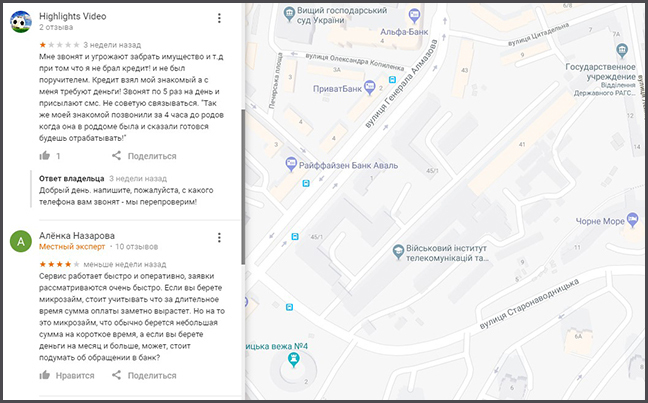 Highlights Video
2 отзыва
3 недели назад
Мне звонят и угрожают забрать имущество и т.д
при том что я не брал кредит! и не был
поручителем. Кредит взял мой знакомый а с
меня требуют деньги! Звонят по 5 раз на день и
присылают смс. Не советую связываться. "Так
же моей знакомой позвонили за 4 часа до родов
когда она в роддоме была и сказали готовся
будешь отрабатывать!"
1 Поделиться
Ответ владельца 3 недели назад
Добрый день. напишите, пожалуйста, с какого
телефона вам звонят - мы перепроверим!
А
Алёнка Назарова
Местный эксперт · 10 отзывов
меньше недели назад
Сервис работает быстро и оперативно, заявки
рассматриваются очень быстро. Если вы берете
микрозайм, стоит учитывать что за длительное
время сумма оплаты заметно вырастет. Но на то
это микрозайм, что обычно берется небольшая
сумма на короткое время, а если вы берете
деньги на месяц и больше, может, стоит
подумать об обращении в банк?
Нравится Поделиться
Вищий господарський
суд України
Альфа-Банк
вулиця Цитадельна
вулиця Олександра Копиленка
Печерська площа
ПриватБанк
вулиця Генерала Алмазова
Государственное
учреждение
Відділення
Державного РАГС...
Райффайзен Банк Аваль
45/1
45/1
Військовий інститут
телекомунікацій та...
Чорне Море
вулиця Старонаводницька
ицька вежа №4